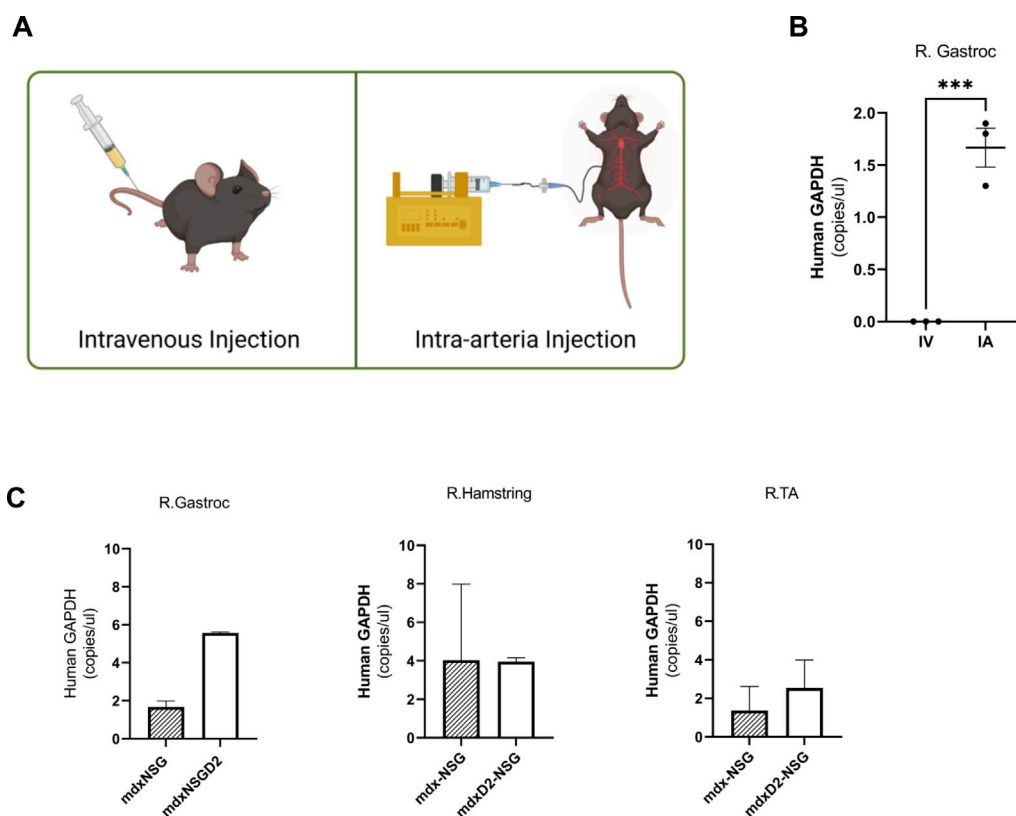 A
Intravenous Injection
Intra-arteria Injection
B
R. Gastroc
***
Human GAPDH
(copies/ul)
2.0
1.5
1.0
0.5
0.0
IV
IA
C
R.Gastroc
Human GAPDH
(copies/ul)
10
8
6
4
2
0
mdxNSG
mdxNSGD2
R.Hamstring
Human GAPDH
(copies/ul)
10
8
6
4
2
0
mdx-NSG
mdxD2-NSG
R.TA
Human GAPDH
(copies/ul)
10
8
6
4
2
0
mdx-NSG
mdxD2-NSG